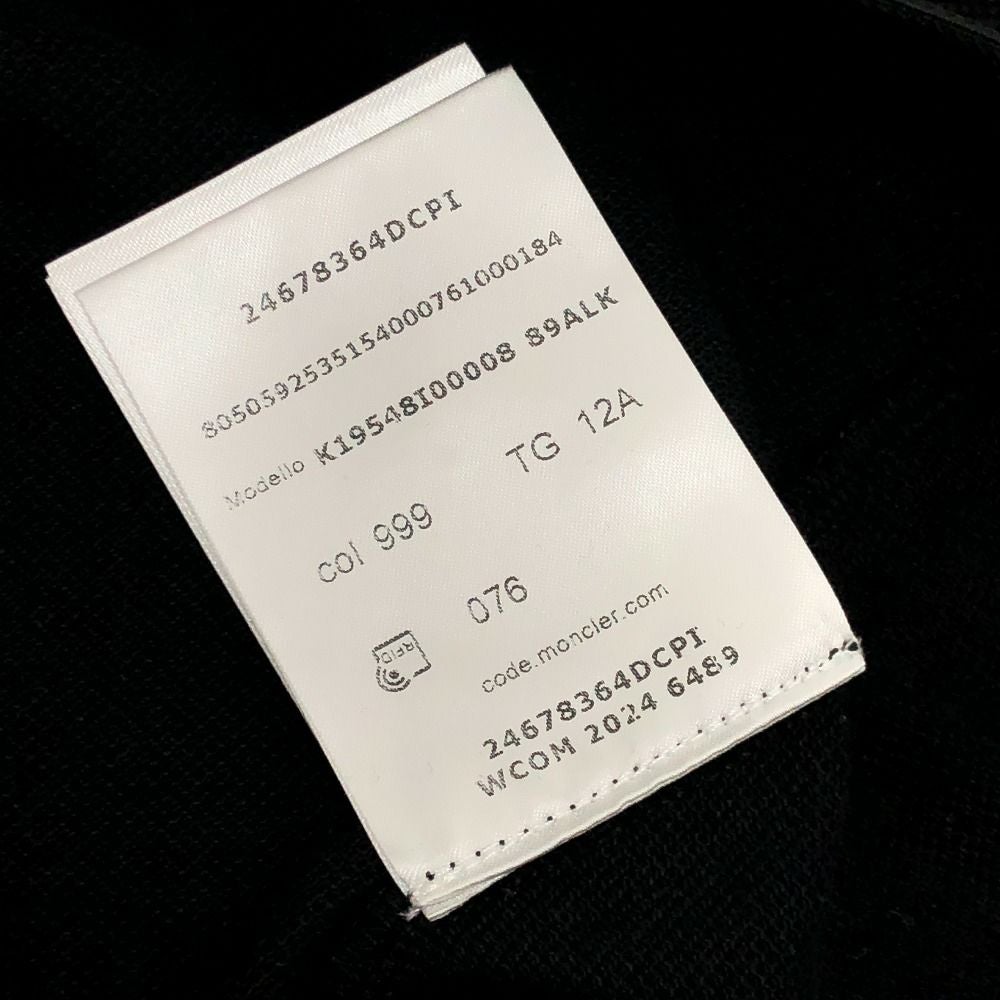 24678364DCPI
8050592535154000761000184
Modello K19548I00008 89ALK
col 999 TG 12A
076
RFID
code.moncler.com
24678364DCPI
WCOM 2024 6489